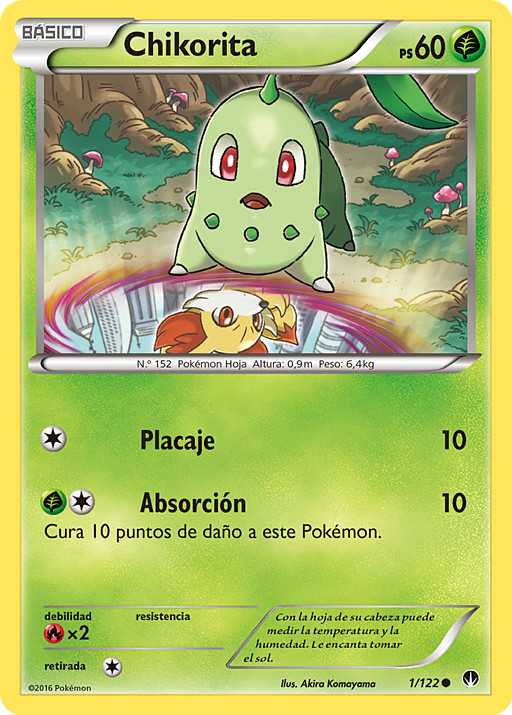 BÁSICO
Chikorita
PS60
N.º 152 Pokémon Hoja Altura: 0,9m Peso: 6,4kg
Placaje 10
Absorción 10
Cura 10 puntos de daño a este Pokémon.
debilidad resistencia
×2
retirada
Con la hoja de su cabeza puede
medir la temperatura y la
humedad. Le encanta tomar
el sol.
©2016 Pokémon
Ilus. Akira Komayama
1/122